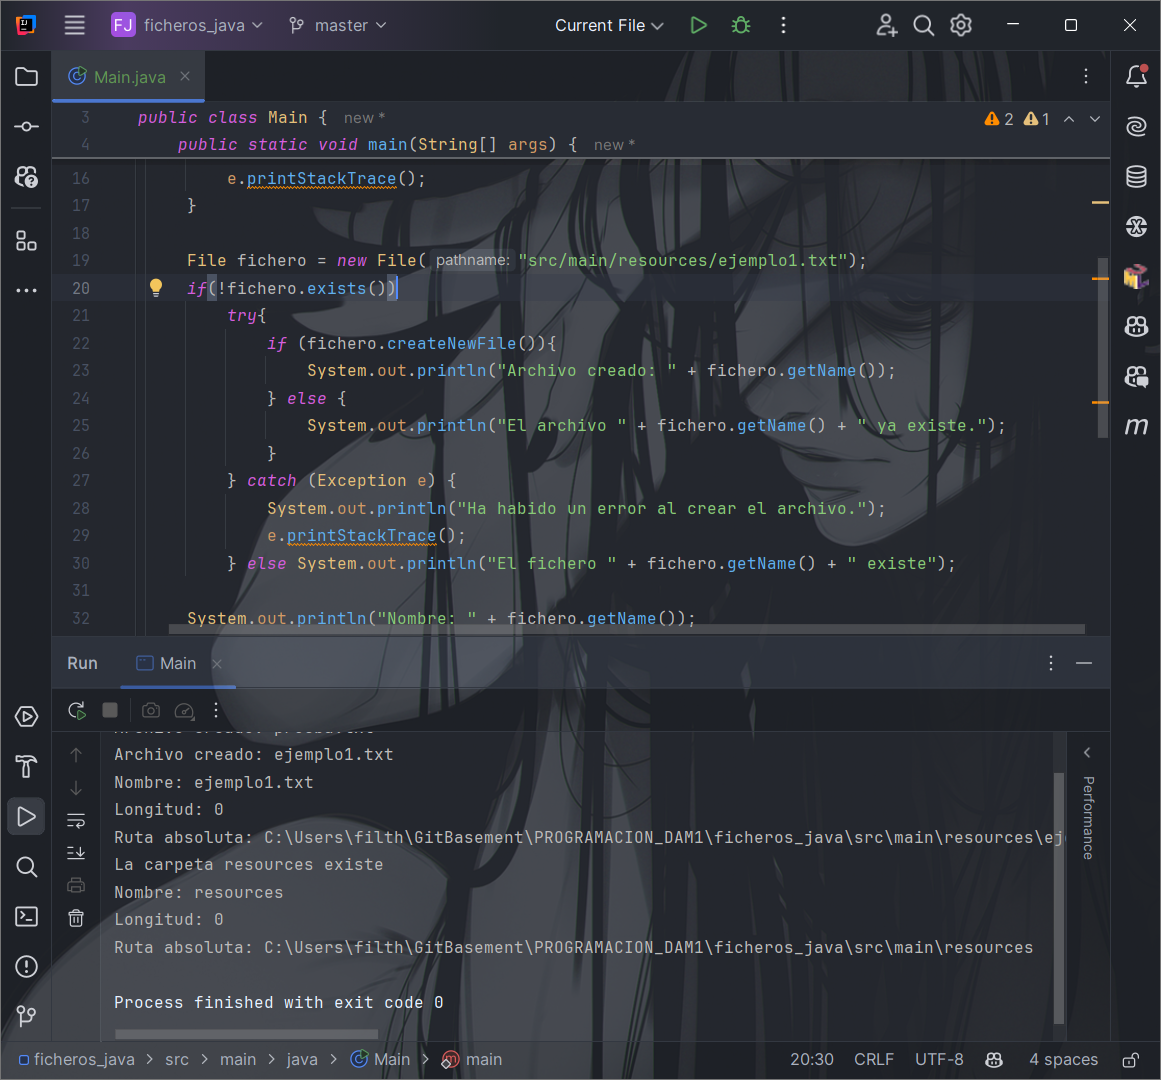 FJ ficheros_java master Current File
Main.java
3 public class Main { new *
4 public static void main(String[] args) { new *
2 1
16 e.printStackTrace();
17 }
18
19 File fichero = new File( pathname: "src/main/resources/ejemplo1.txt");
20 if(!fichero.exists())
21 try{
22 if (fichero.createNewFile()){
23 System.out.println("Archivo creado: " + fichero.getName());
24 } else {
25 System.out.println("El archivo " + fichero.getName() + " ya existe.");
26 }
27 } catch (Exception e) {
28 System.out.println("Ha habido un error al crear el archivo.");
29 e.printStackTrace();
30 } else System.out.println("El fichero " + fichero.getName() + " existe");
31
32 System.out.println("Nombre: " + fichero.getName());
Run Main
Archivo creado: ejemplo1.txt
Nombre: ejemplo1.txt
Longitud: 0
Ruta absoluta: C:\Users\filth\GitBasement\PROGRAMACION_DAM1\ficheros_java\src\main\resources\ej
La carpeta resources existe
Nombre: resources
Longitud: 0
Ruta absoluta: C:\Users\filth\GitBasement\PROGRAMACION_DAM1\ficheros_java\src\main\resources
Process finished with exit code 0
Performance
ficheros_java > src > main > java > Main > main 20:30 CRLF UTF-8 4 spaces